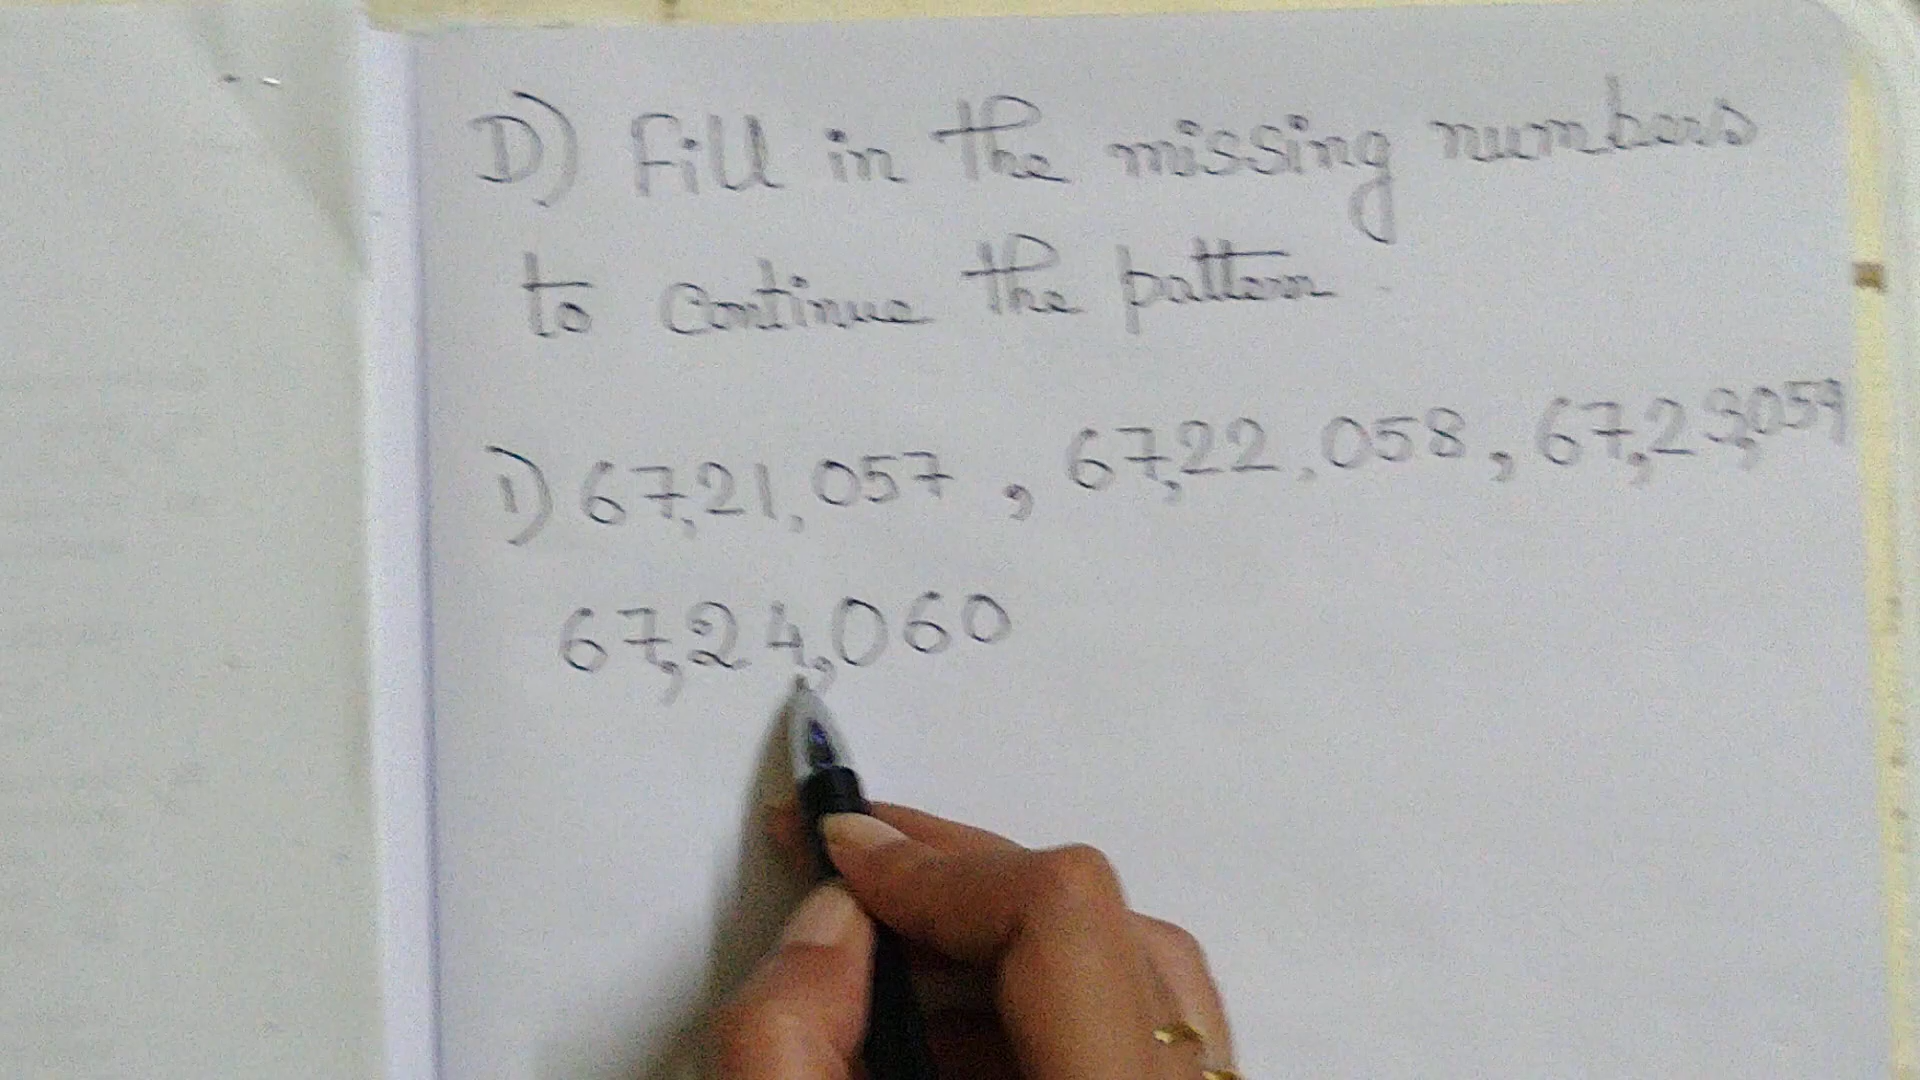 D) Fill in the missing numbers
to continue the pattern
1) 67,21,057 , 67,22,058 , 67,23,059
67,24,060